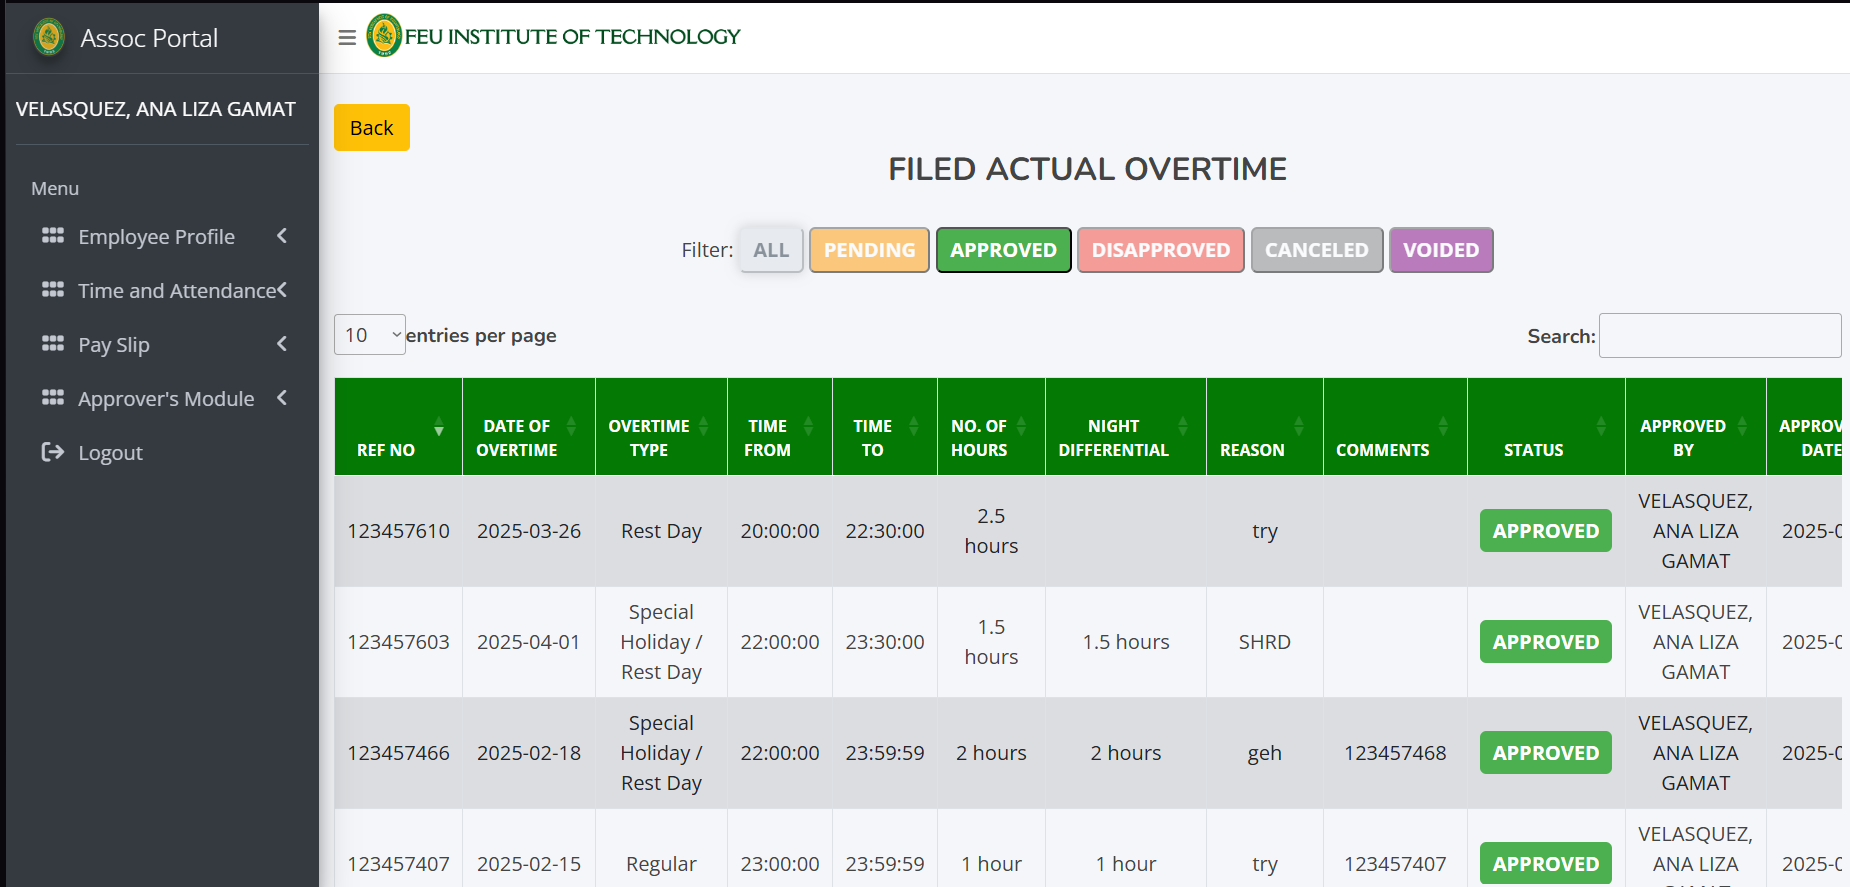 Assoc Portal
FEU INSTITUTE OF TECHNOLOGY
VELASQUEZ, ANA LIZA GAMAT
Menu
Employee Profile
Time and Attendance
Pay Slip
Approver's Module
Logout
Back
FILED ACTUAL OVERTIME
Filter: ALL PENDING APPROVED DISAPPROVED CANCELED VOIDED
10 entries per page
Search:
REF NO
DATE OF
OVERTIME
OVERTIME
TYPE
TIME
FROM
TIME
TO
NO. OF
HOURS
NIGHT
DIFFERENTIAL
REASON
COMMENTS
STATUS
APPROVED
BY
APPROV
DATE
123457610
2025-03-26
Rest Day
20:00:00
22:30:00
2.5
hours
try
APPROVED
VELASQUEZ,
ANA LIZA
GAMAT
2025-0
123457603
2025-04-01
Special
Holiday /
Rest Day
22:00:00
23:30:00
1.5
hours
1.5 hours
SHRD
APPROVED
VELASQUEZ,
ANA LIZA
GAMAT
2025-0
123457466
2025-02-18
Special
Holiday /
Rest Day
22:00:00
23:59:59
2 hours
2 hours
geh
123457468
APPROVED
VELASQUEZ,
ANA LIZA
GAMAT
2025-0
123457407
2025-02-15
Regular
23:00:00
23:59:59
1 hour
1 hour
try
123457407
APPROVED
VELASQUEZ,
ANA LIZA
2025-0